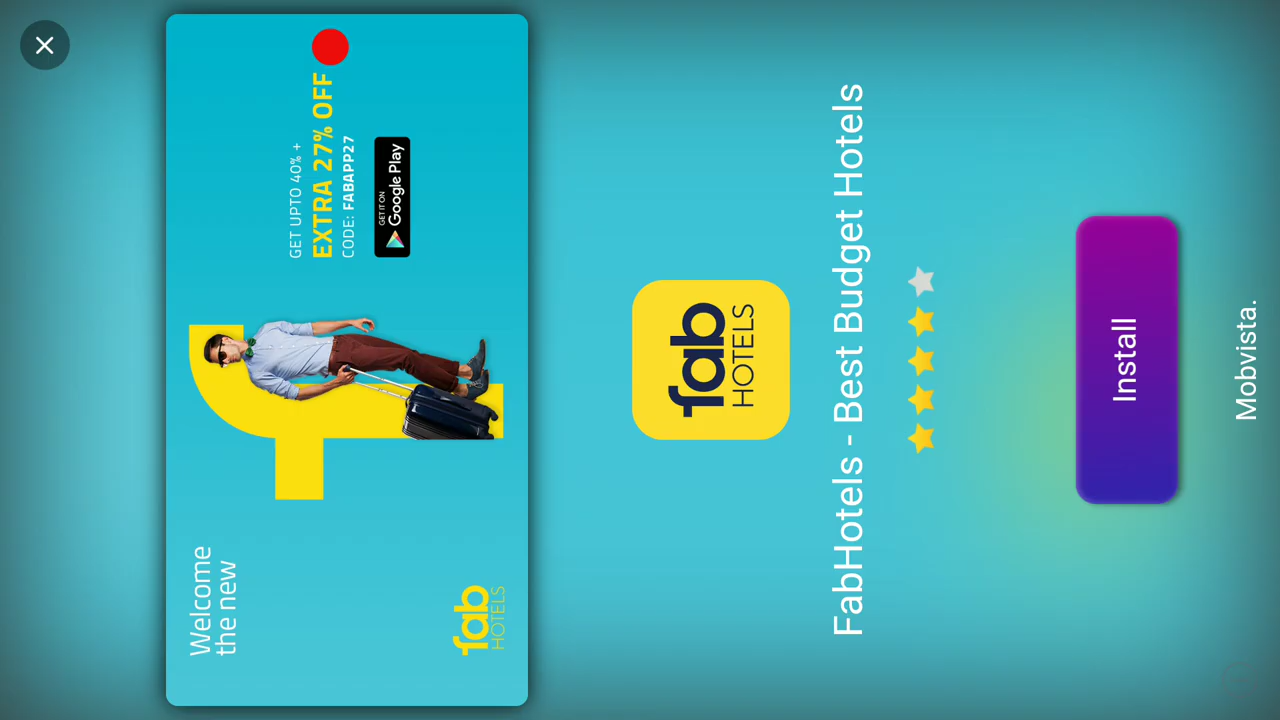 Welcome
the new
GET UPTO 40% +
EXTRA 27% OFF
CODE: FABAPP27
GET IT ON
Google Play
fab
HOTELS
fab
HOTELS
FabHotels - Best Budget Hotels
Install
Mobvista.